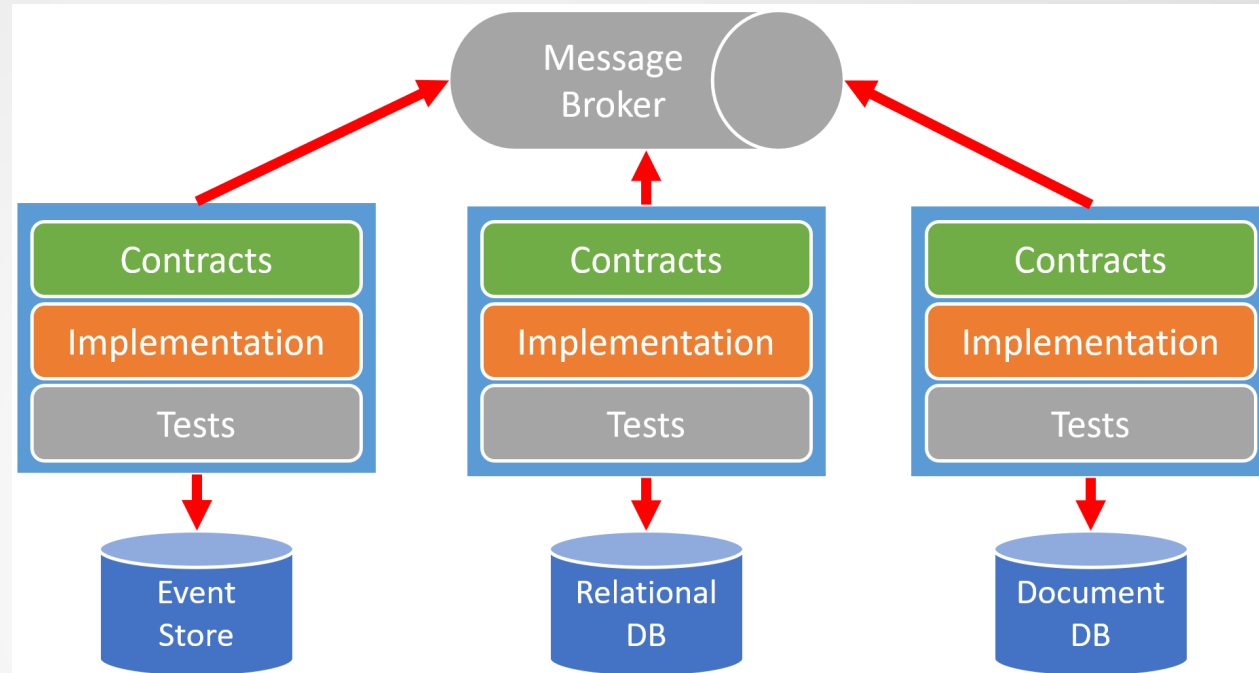 Message
Broker
Contracts
Implementation
Tests
Contracts
Implementation
Tests
Contracts
Implementation
Tests
Event
Store
Relational
DB
Document
DB